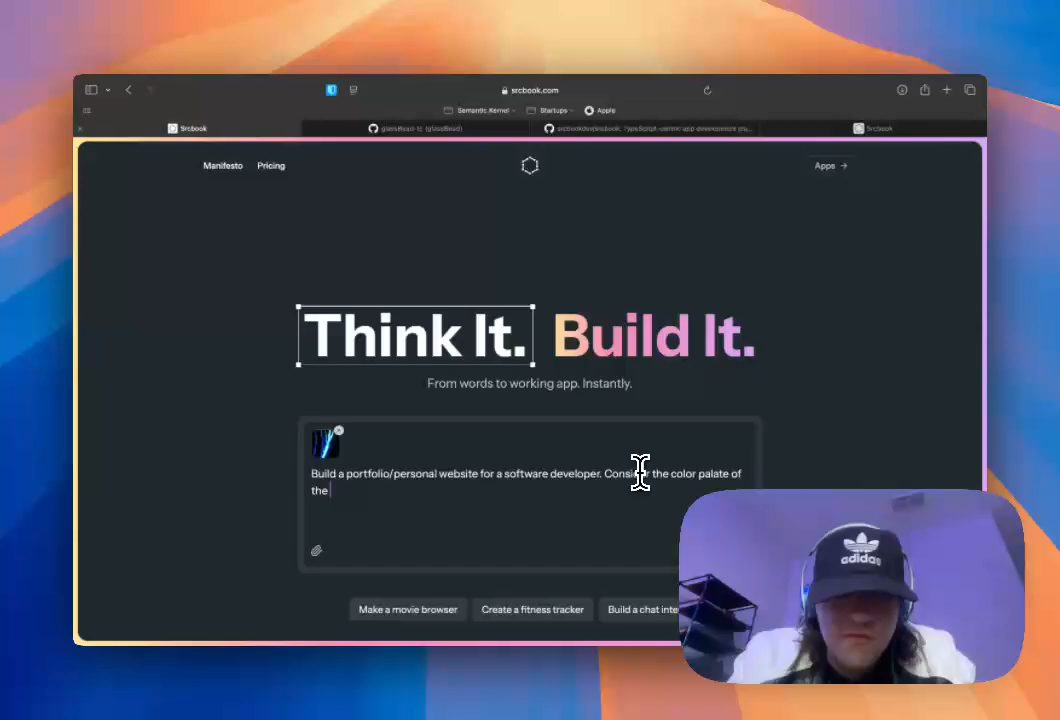 srcbook.com
Semantic Kernel
Startups
Apple
Srcbook
Srcbook
Manifesto
Pricing
Apps →
Think It. Build It.
From words to working app. Instantly.
Build a portfolio/personal website for a software developer. Consider the color palate of
the
Make a movie browser
Create a fitness tracker
Build a chat inte
adidas